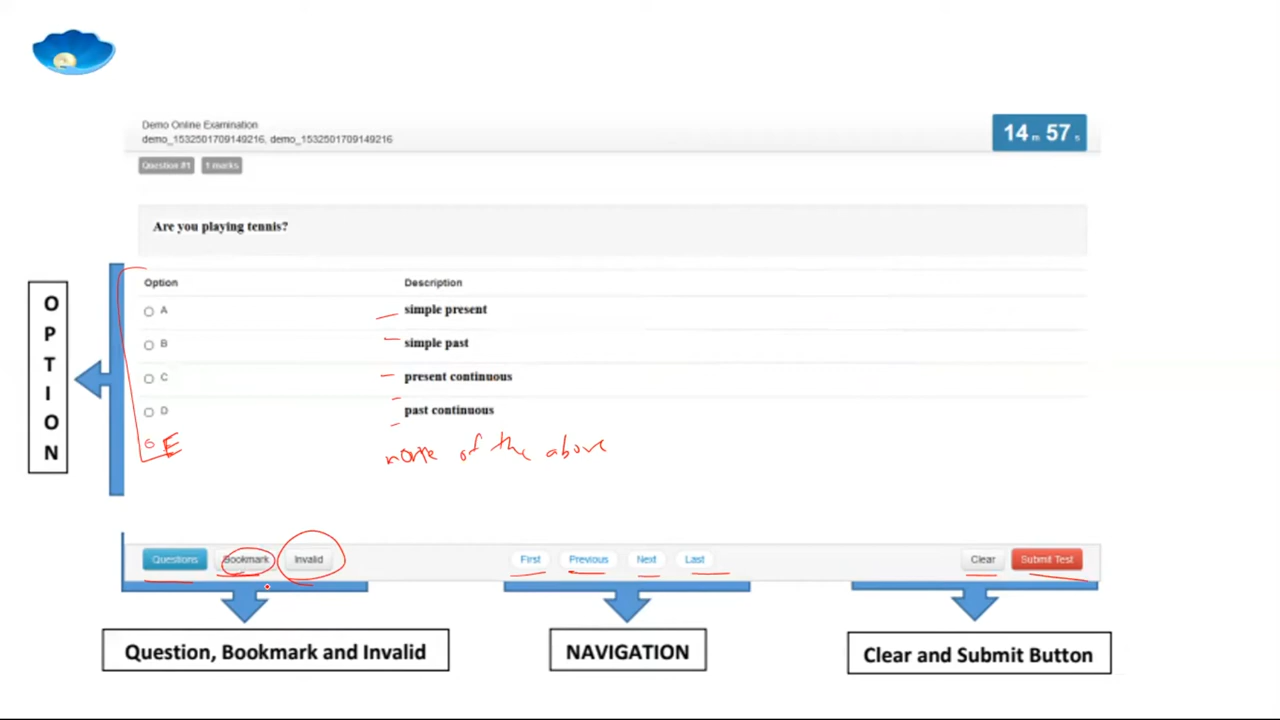 Demo Online Examination
demo_1532501709149216, demo_1532501709149216
14 m 57 s
Question #1 1 marks
Are you playing tennis?
Option Description
A simple present
B simple past
C present continuous
D past continuous
E none of the above
OPTION
Questions Bookmark Invalid First Previous Next Last Clear Submit Test
Question, Bookmark and Invalid NAVIGATION Clear and Submit Button